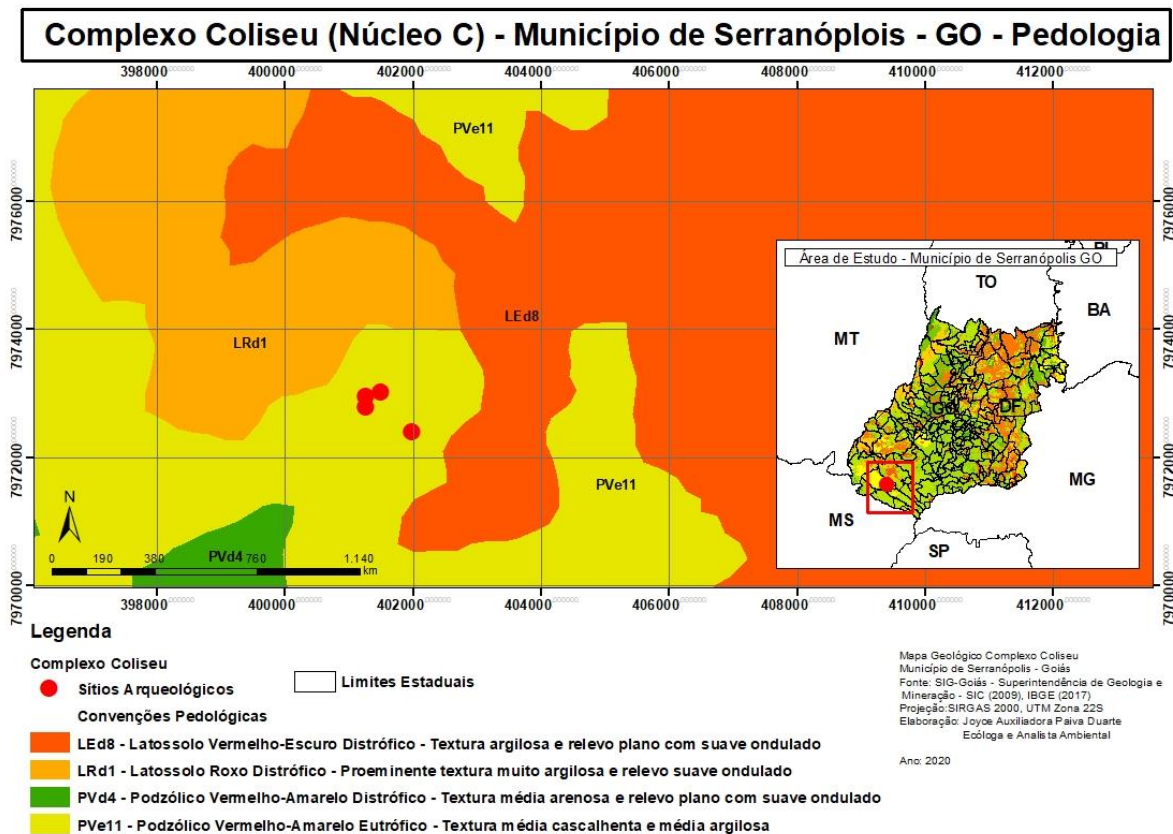 Complexo Coliseu (Núcleo C) - Município de Serranóplois - GO - Pedologia
398000 400000 402000 404000 406000 408000 410000 412000
PVe11
7976000 7976000
Área de Estudo - Município de Serranópolis GO
TO
BA
MT
LEd8
7974000 7974000
LRd1
GO
DF
7972000 7972000
PVe11
MG
MS
SP
N
PVd4
0 190 380 760 1.140
km
7970000 7970000
398000 400000 402000 404000 406000 408000 410000 412000
Legenda
Complexo Coliseu
Sítios Arqueológicos
Limites Estaduais
Convenções Pedológicas
LEd8 - Latossolo Vermelho-Escuro Distrófico - Textura argilosa e relevo plano com suave ondulado
LRd1 - Latossolo Roxo Distrófico - Proeminente textura muito argilosa e relevo suave ondulado
PVd4 - Podzólico Vermelho-Amarelo Distrófico - Textura média arenosa e relevo plano com suave ondulado
PVe11 - Podzólico Vermelho-Amarelo Eutrófico - Textura média cascalhenta e média argilosa
Mapa Geológico Complexo Coliseu
Município de Serranópolis - Goiás
Fonte: SIG-Goiás - Superintendência de Geologia e
Mineração - SIC (2009), IBGE (2017)
Projeção:SIRGAS 2000, UTM Zona 22S
Elaboração: Joyce Auxiliadora Paiva Duarte
Ecóloga e Analista Ambiental
Ano: 2020